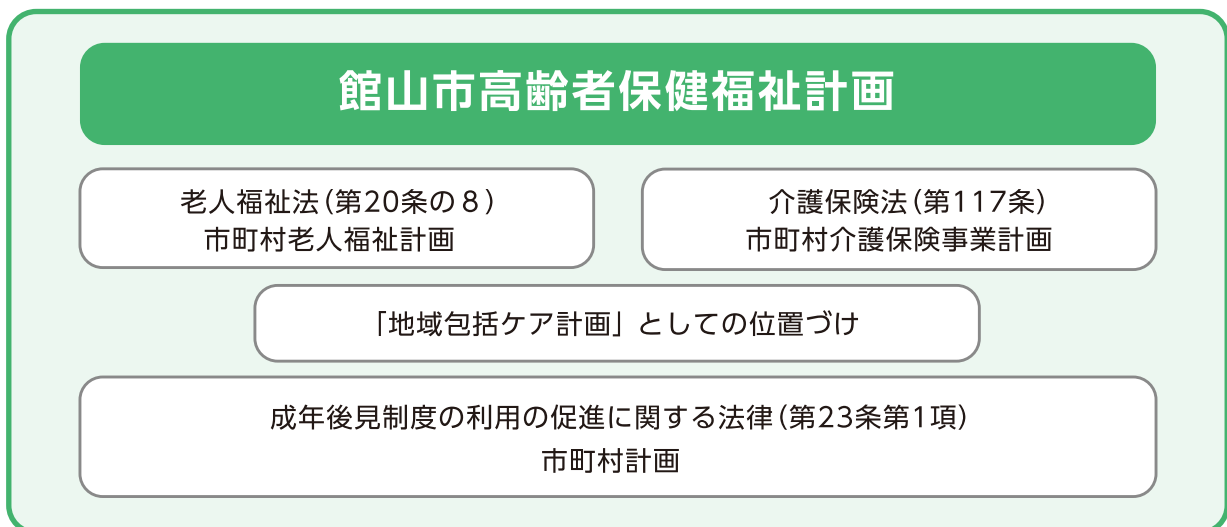 館山市高齢者保健福祉計画
老人福祉法(第20条の８)
市町村老人福祉計画
介護保険法(第117条)
市町村介護保険事業計画
「地域包括ケア計画」としての位置づけ
成年後見制度の利用の促進に関する法律(第23条第1項)
市町村計画